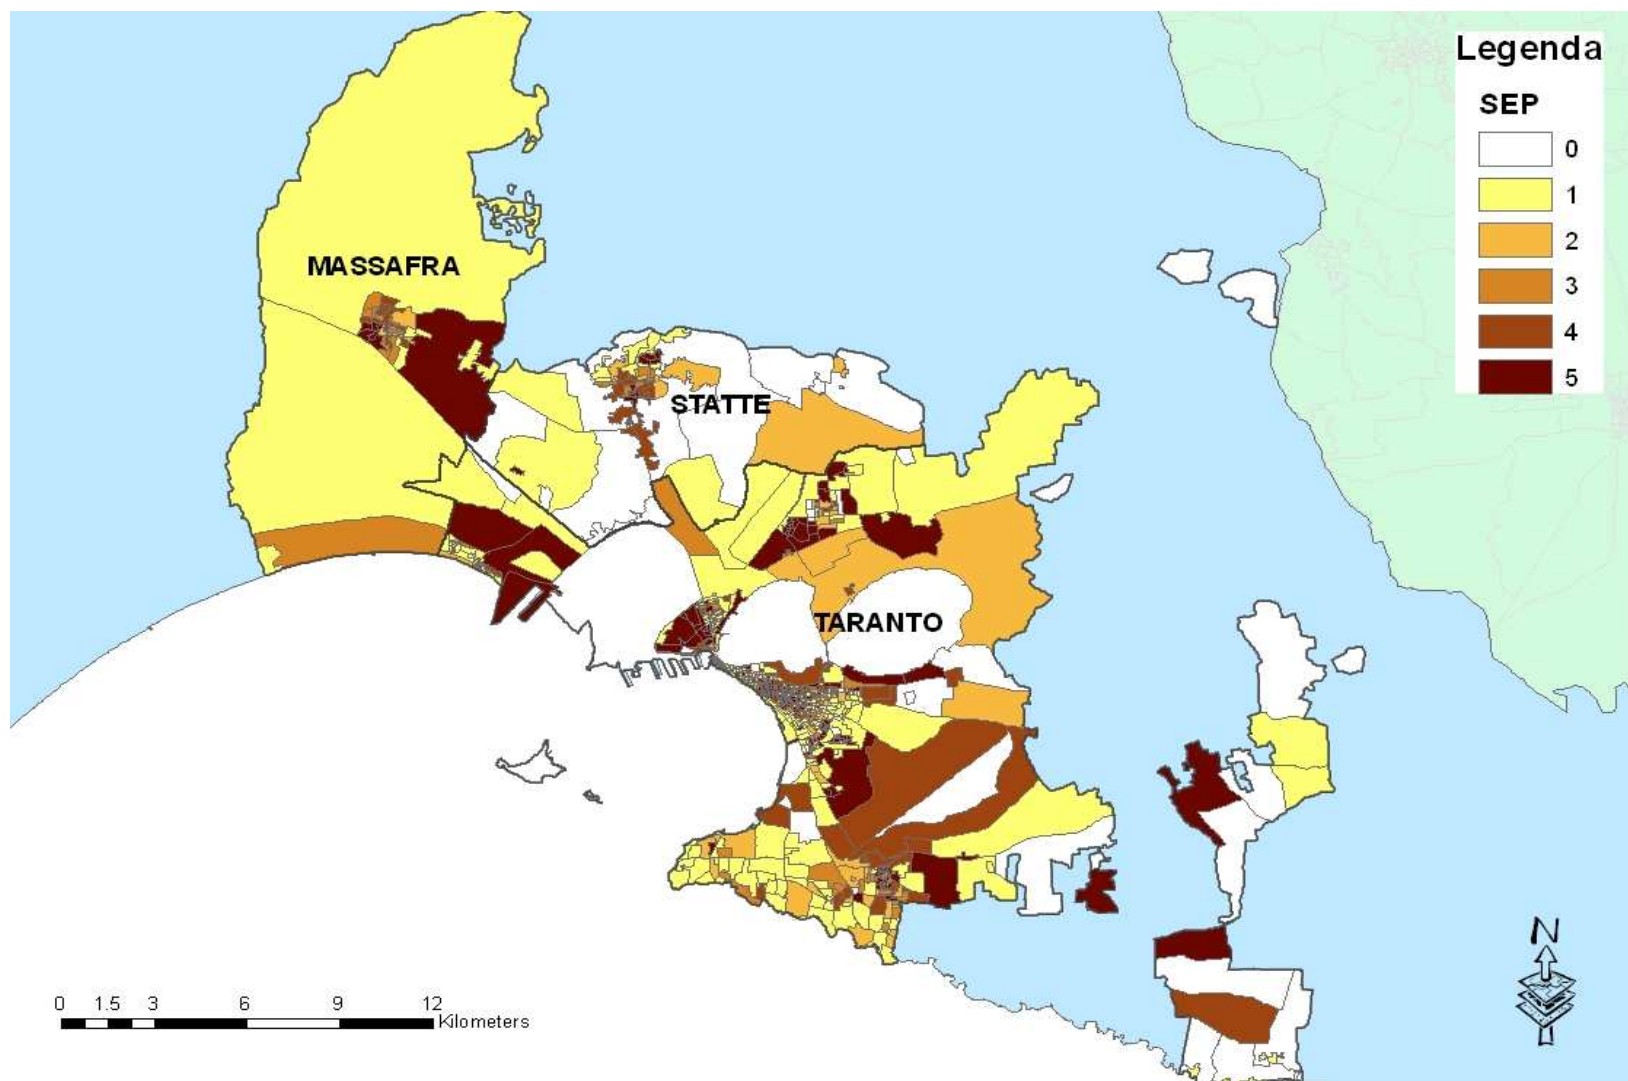 Legenda
SEP
0
1
2
3
4
5
MASSAFRA
STATTE
TARANTO
N
0 1.5 3 6 9 12
Kilometers